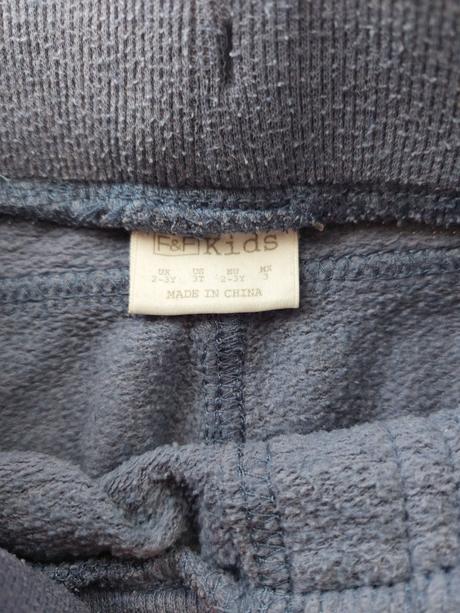 F&F Kids
UK US EU MX
2-3Y 3T 2-3Y 3
MADE IN CHINA